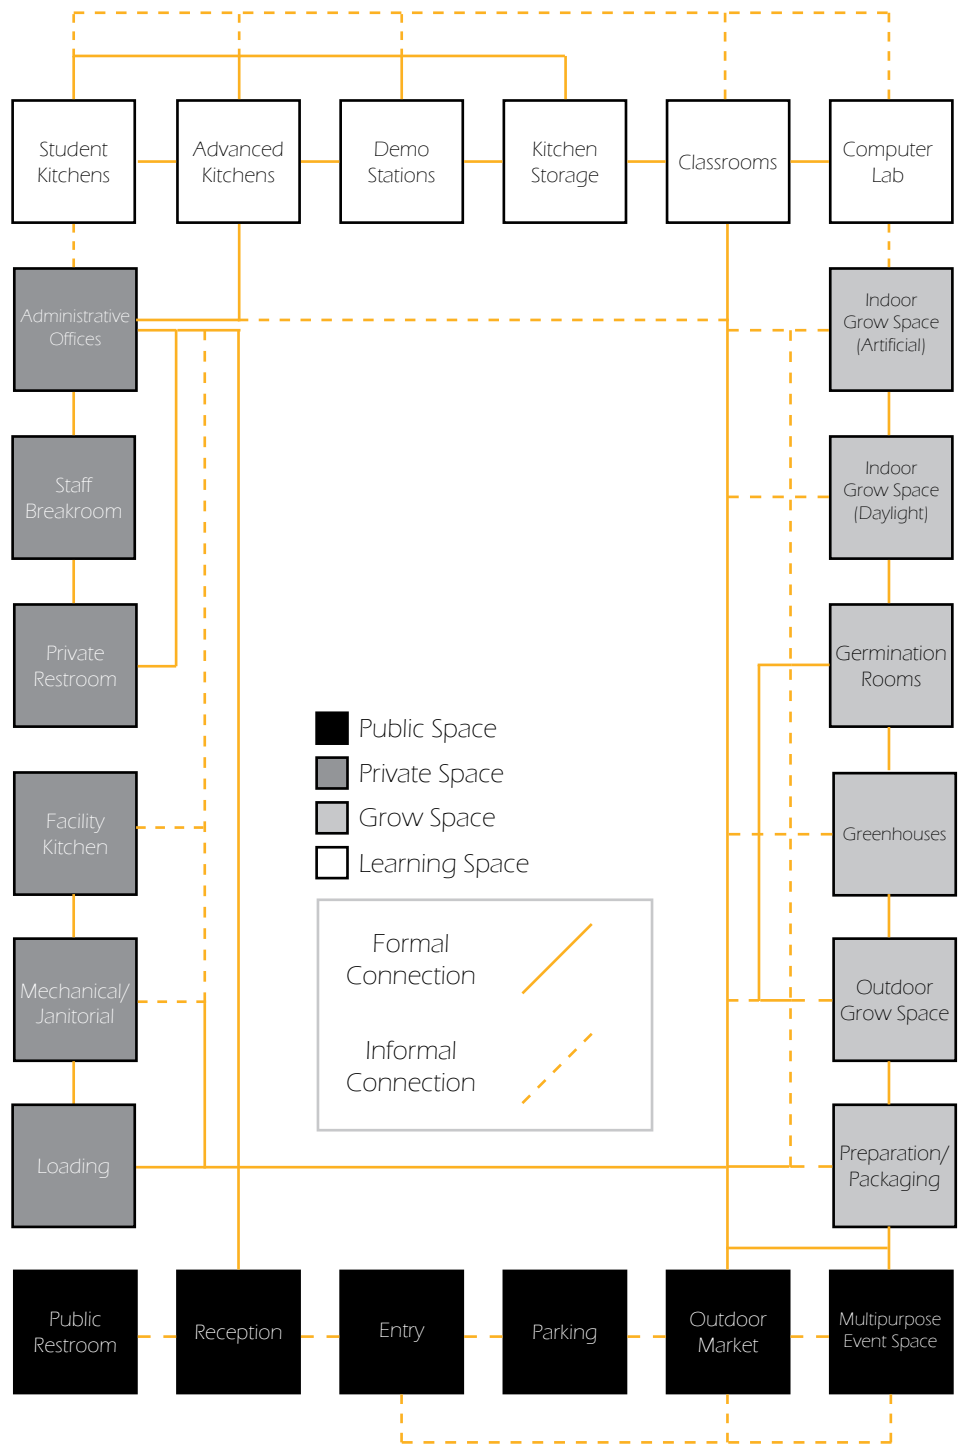 Student
Kitchens
Advanced
Kitchens
Demo
Stations
Kitchen
Storage
Classrooms
Computer
Lab
Administrative
Offices
Indoor
Grow Space
(Artificial)
Staff
Breakroom
Indoor
Grow Space
(Daylight)
Private
Restroom
Germination
Rooms
Public Space
Private Space
Grow Space
Learning Space
Facility
Kitchen
Greenhouses
Formal
Connection
Informal
Connection
Mechanical/
Janitorial
Outdoor
Grow Space
Loading
Preparation/
Packaging
Public
Restroom
Reception
Entry
Parking
Outdoor
Market
Multipurpose
Event Space